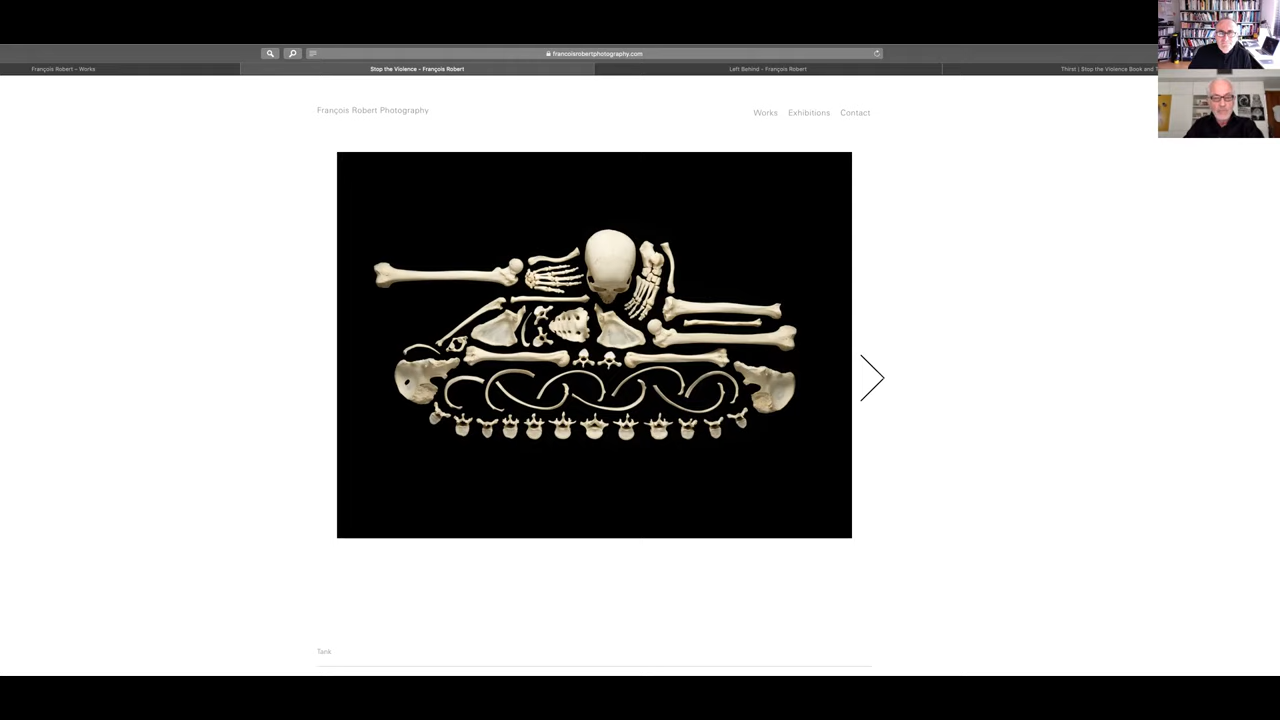 francoisrobertphotography.com
François Robert – Works
Stop the Violence – François Robert
Left Behind – François Robert
Thirst | Stop the Violence Book and
François Robert Photography
Works
Exhibitions
Contact
Tank